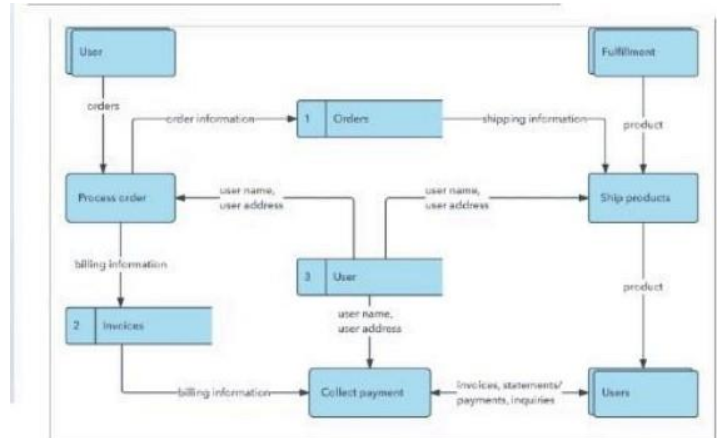 User
Fulfillment
orders
order information
1 Orders
shipping information
product
Process order
user name,
user address
user name,
user address
Ship products
billing information
3 User
product
2 Invoices
user name,
user address
billing information
Collect payment
invoices, statements/
payments, inquiries
Users